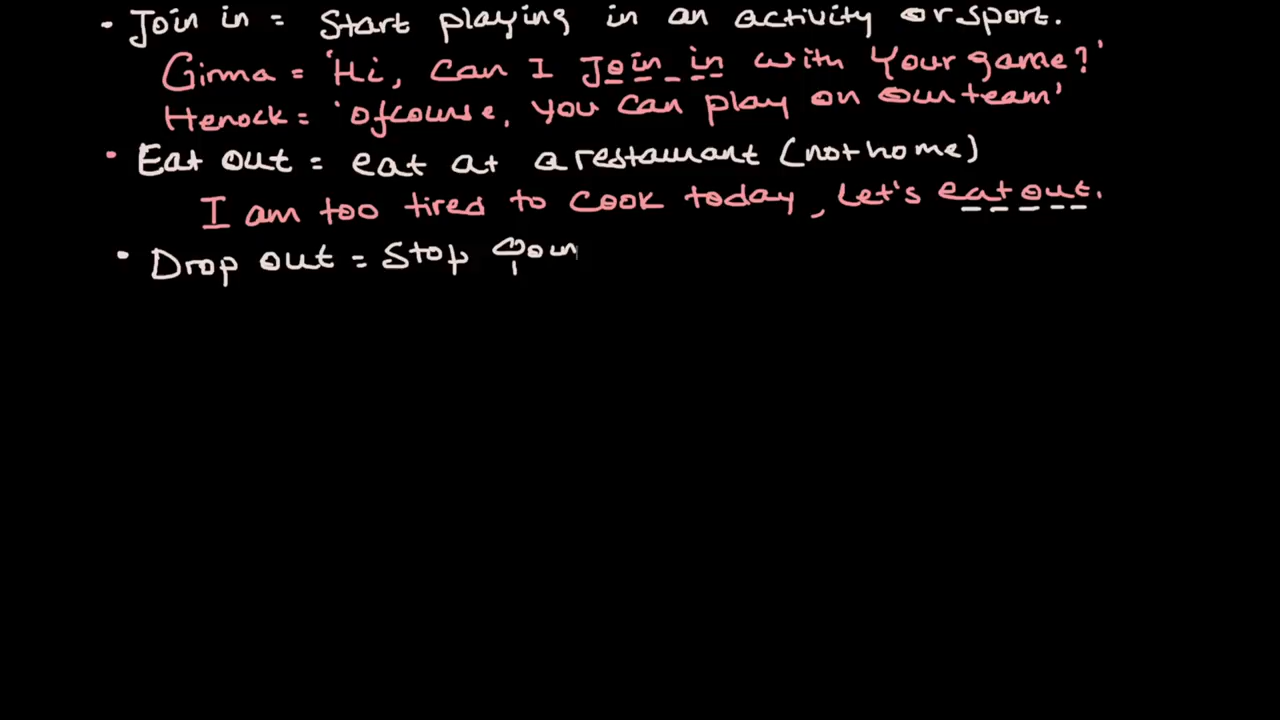 • Join in = Start playing in an activity or sport.
Girma = 'Hi, Can I Join in with Your game?'
Henock = 'Ofcourse, You can play on our team'
• Eat out = eat at a restaurant (not home)
I am too tired to cook today, Let's eat out.
• Drop out = Stop